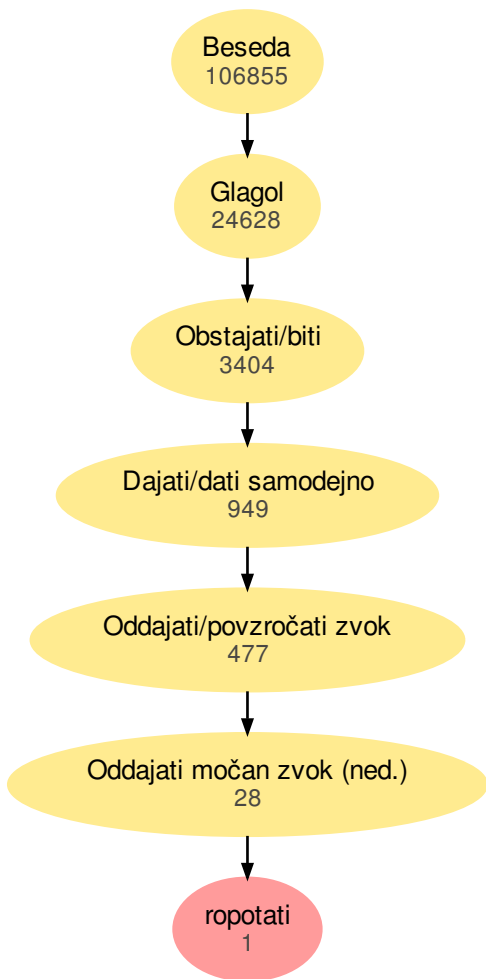 Beseda
106855
Glagol
24628
Obstajati/biti
3404
Dajati/dati samodejno
949
Oddajati/povzročati zvok
477
Oddajati močan zvok (ned.)
28
ropotati
1